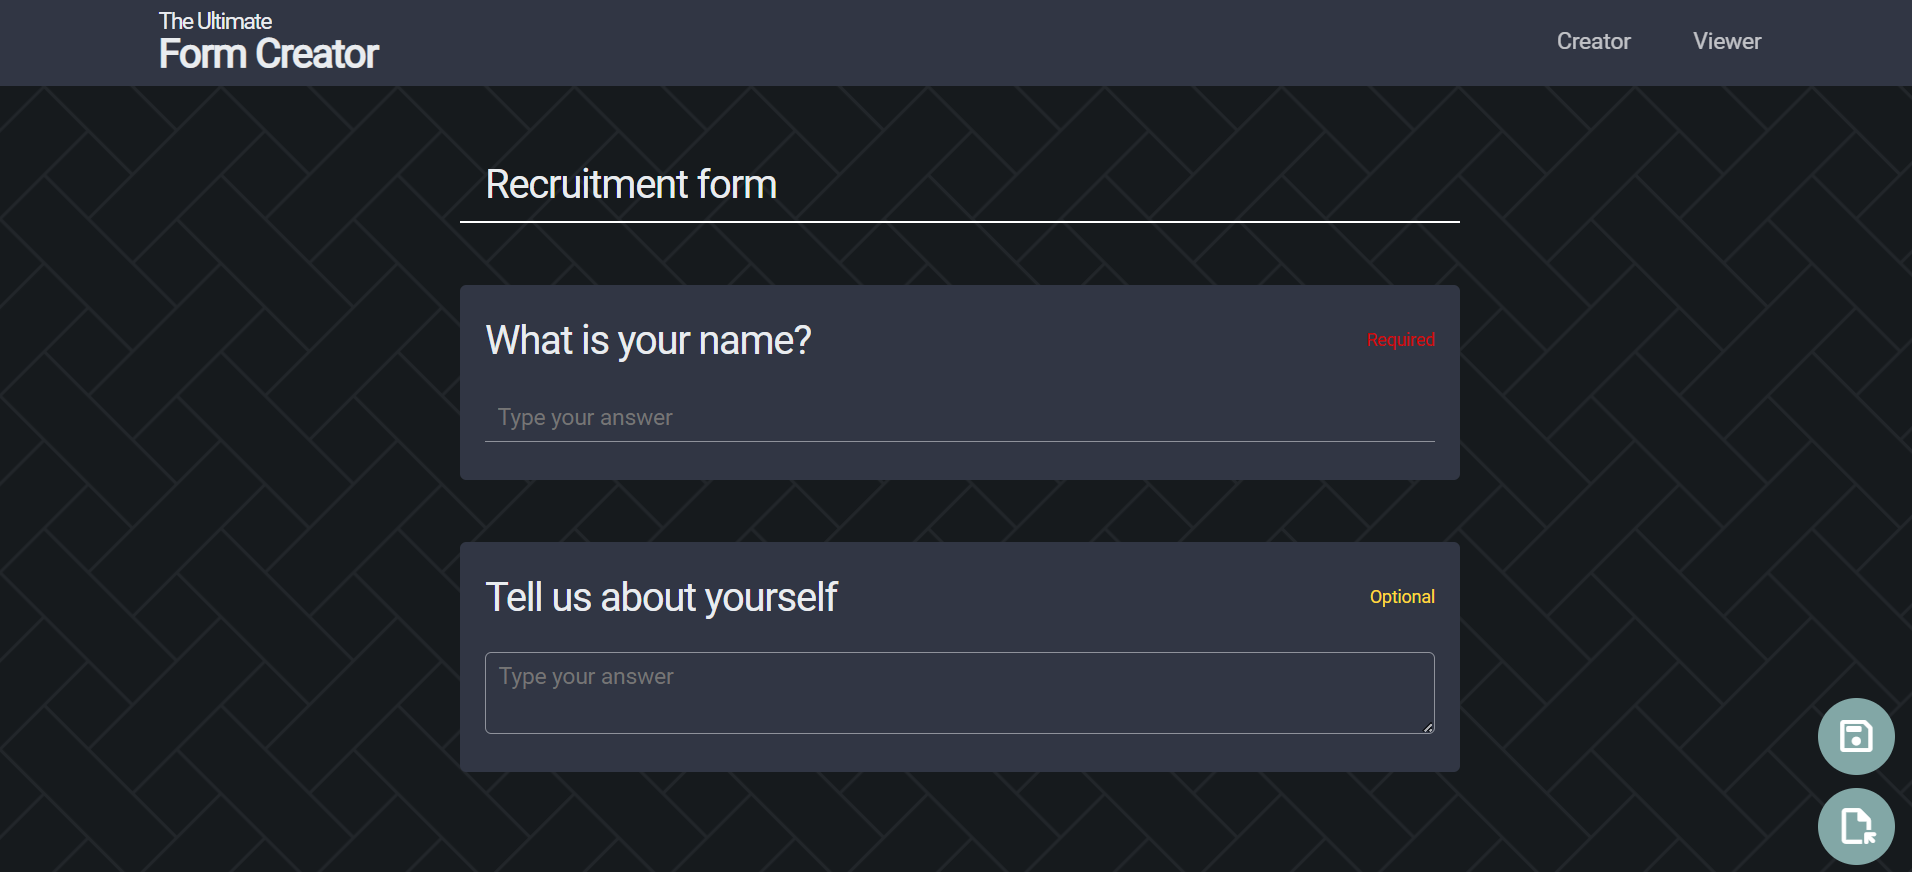 The Ultimate
Form Creator
Creator
Viewer
Recruitment form
What is your name?
Required
Type your answer
Tell us about yourself
Optional
Type your answer